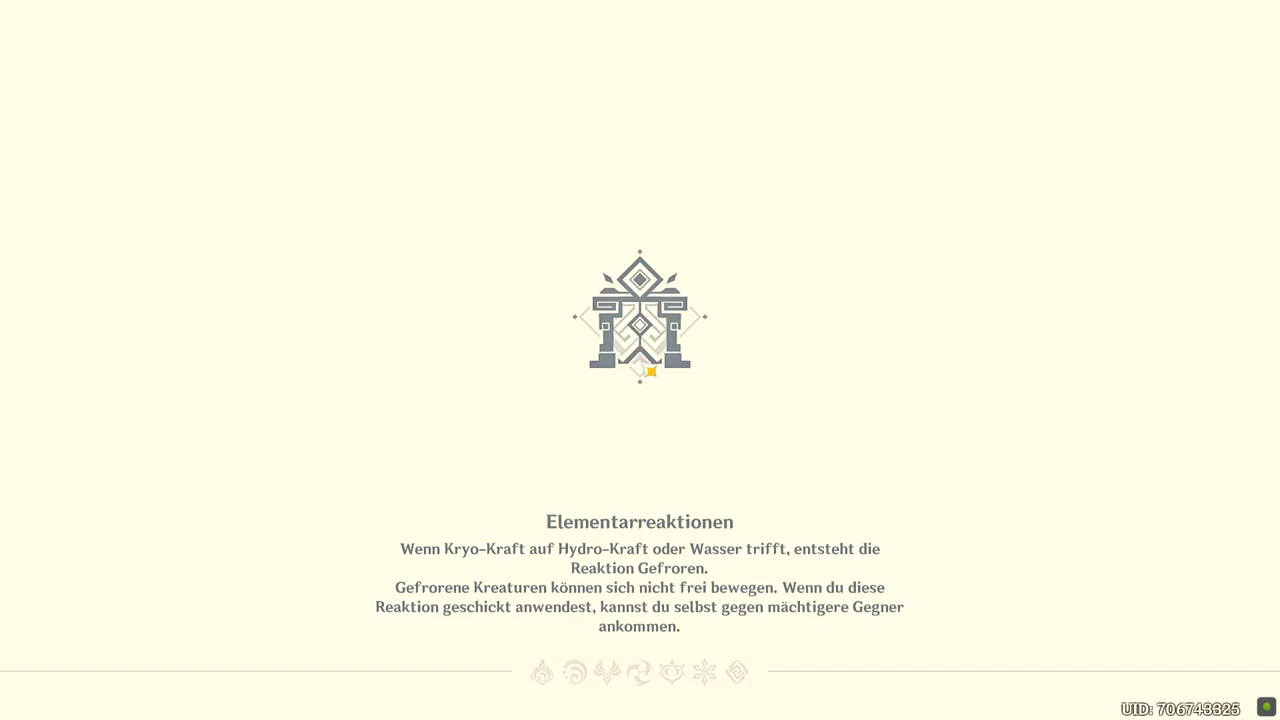 Elementarreaktionen
Wenn Kryo-Kraft auf Hydro-Kraft oder Wasser trifft, entsteht die
Reaktion Gefroren.
Gefrorene Kreaturen können sich nicht frei bewegen. Wenn du diese
Reaktion geschickt anwendest, kannst du selbst gegen mächtigere Gegner
ankommen.
UID: 706743325